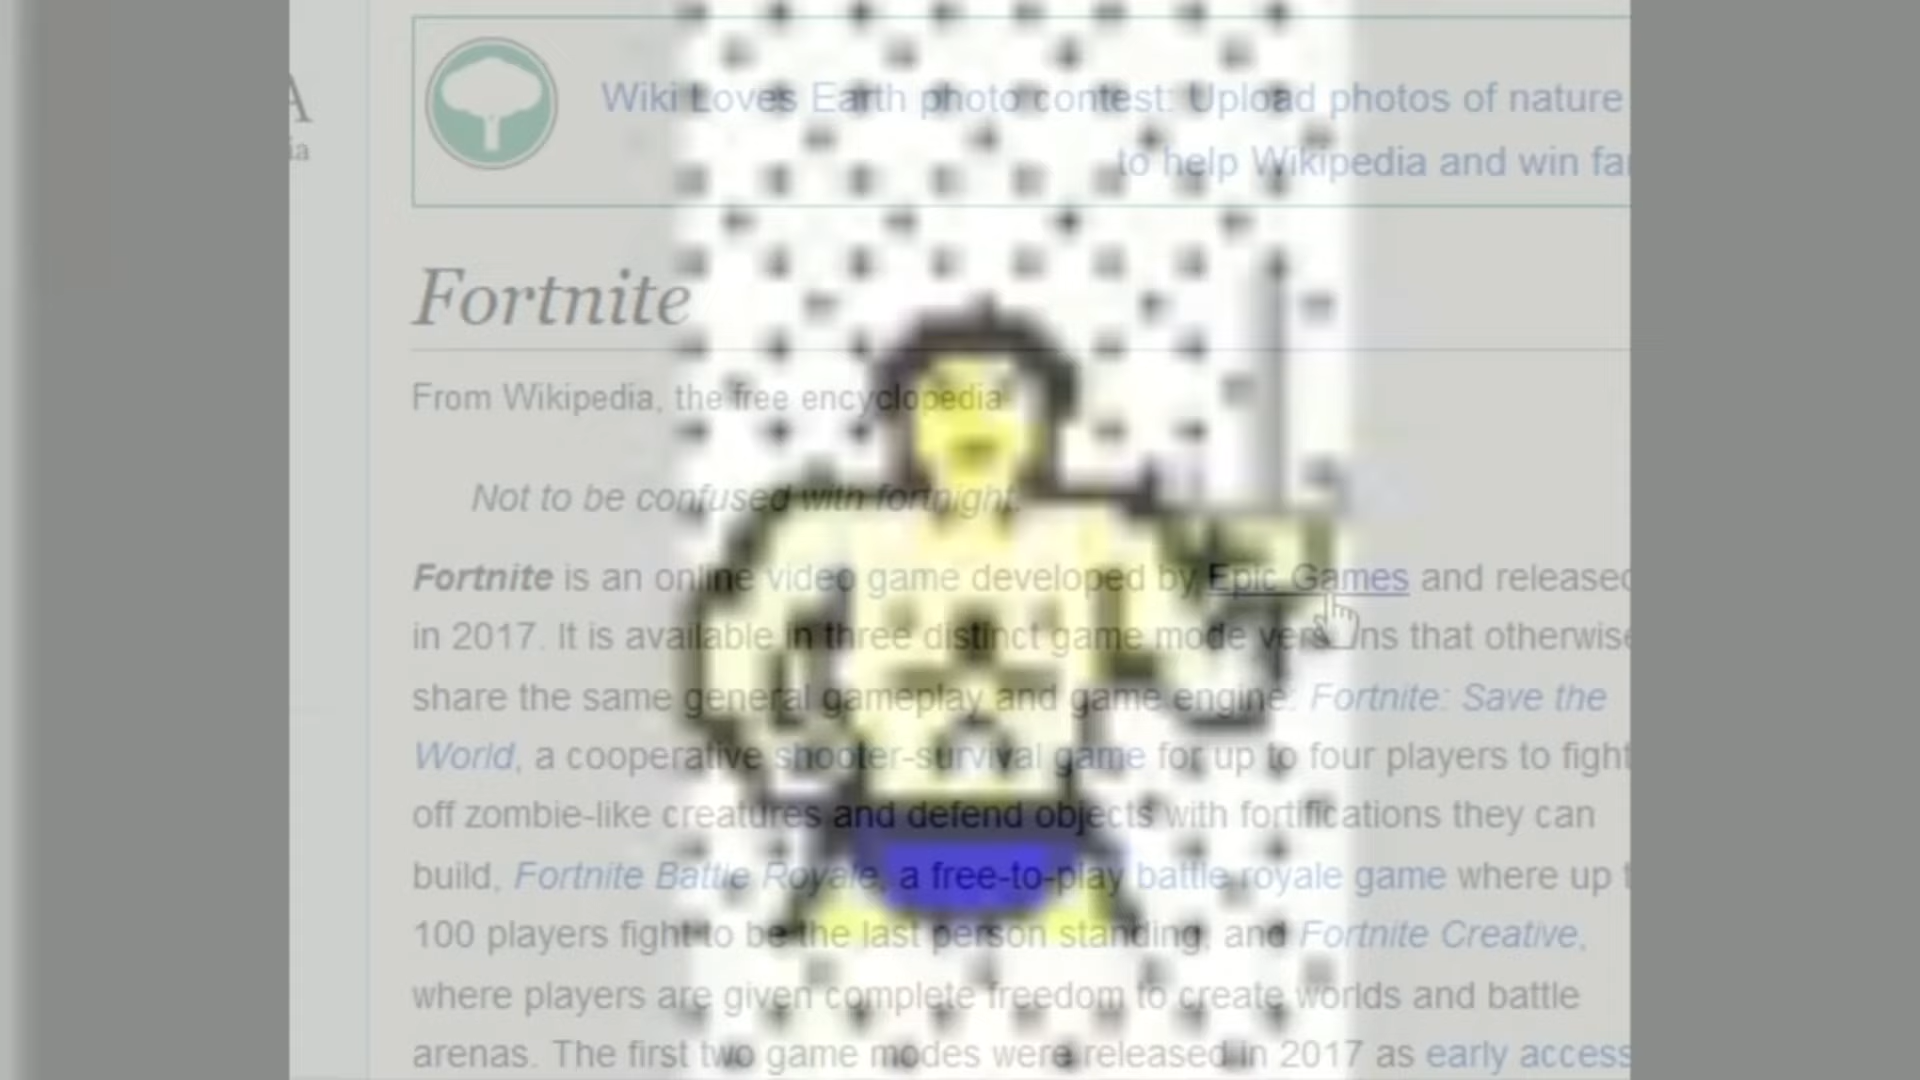 A
ia
Wiki Loves Earth photo contest: Upload photos of nature
to help Wikipedia and win
Fortnite
From Wikipedia, the free encyclopedia
Not to be confused with fortnight.
Fortnite is an online video game developed by Epic Games and released
in 2017. It is available in three distinct game mode versions that otherwise
share the same general gameplay and game engine: Fortnite: Save the
World, a cooperative shooter-survival game for up to four players to fight
off zombie-like creatures and defend objects with fortifications they can
build, Fortnite Battle Royale, a free-to-play battle royale game where up t
100 players fight to be the last person standing, and Fortnite Creative,
where players are given complete freedom to create worlds and battle
arenas. The first two game modes were released in 2017 as early access